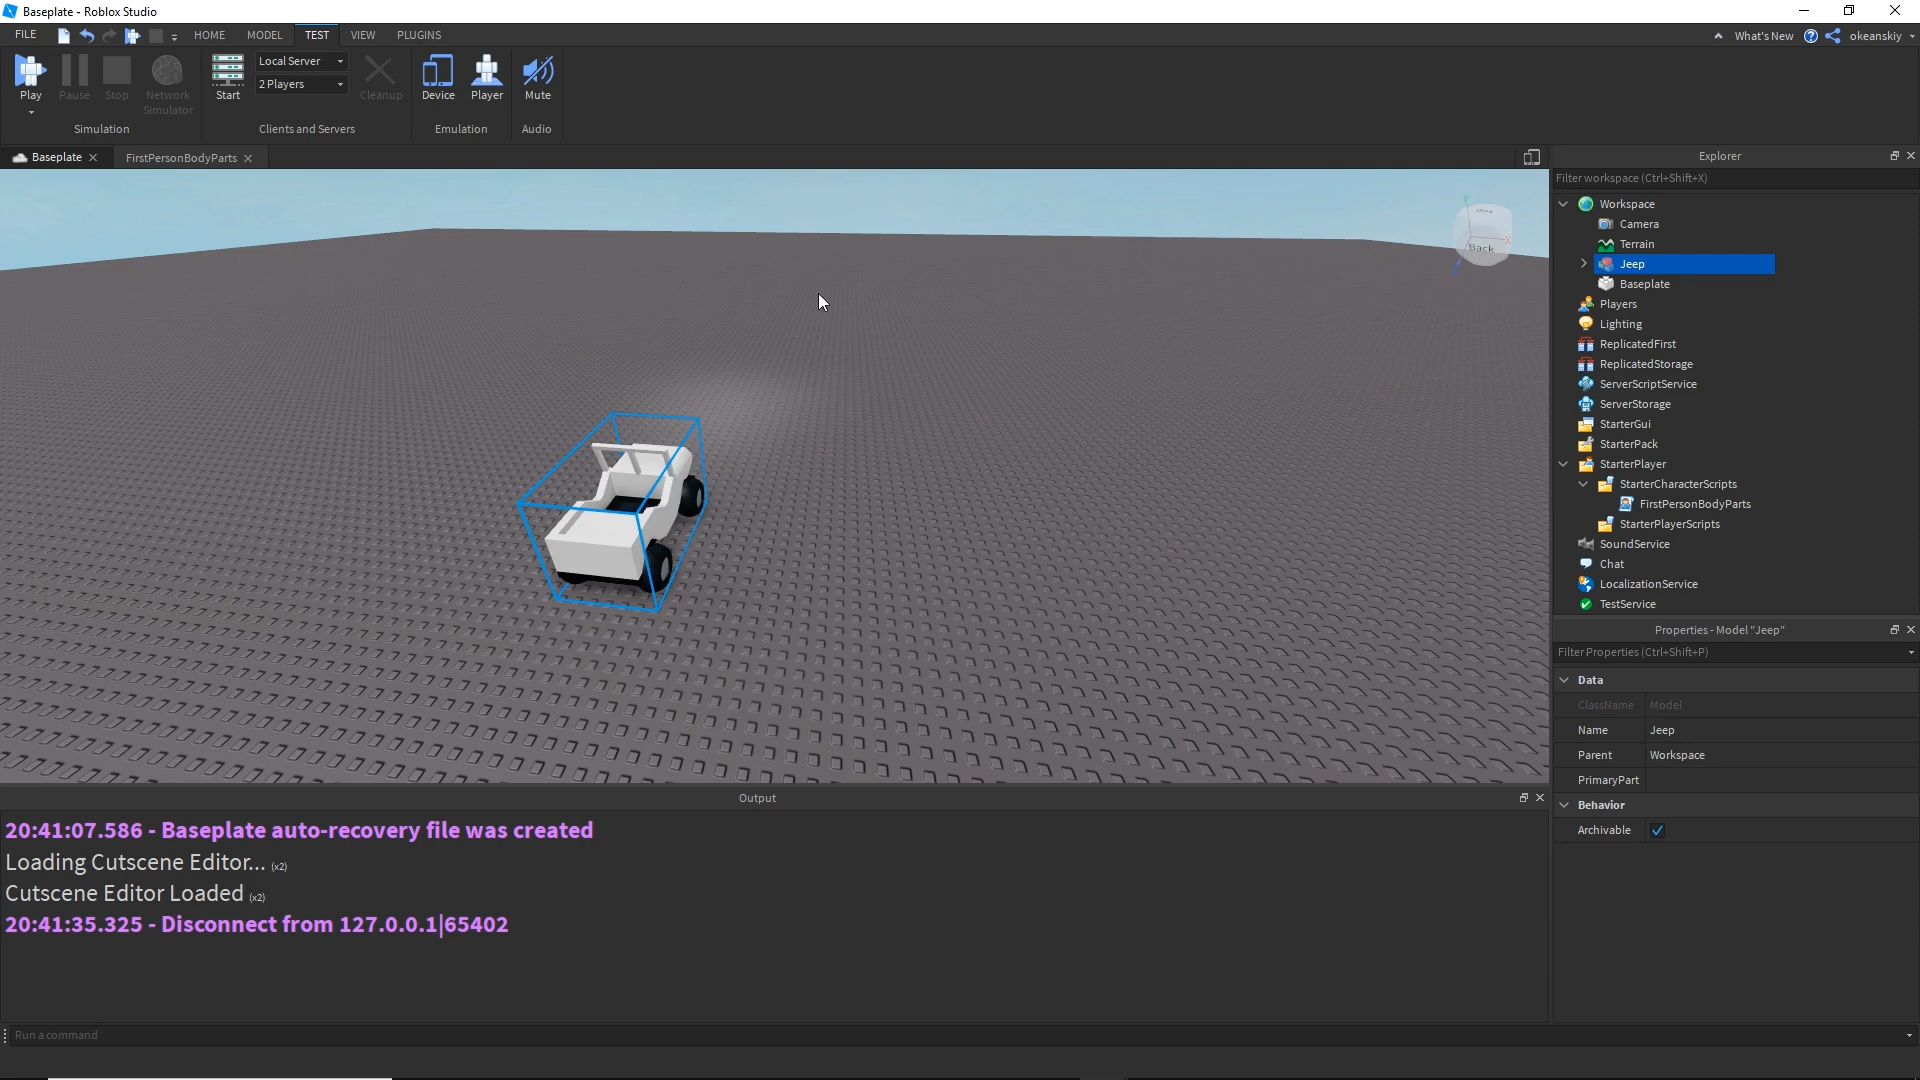 Baseplate - Roblox Studio
FILE
HOME
MODEL
TEST
VIEW
PLUGINS
What's New
okeanskiy
Play
Pause
Stop
Network
Simulator
Simulation
Start
Local Server
2 Players
Cleanup
Clients and Servers
Device
Player
Emulation
Mute
Audio
Baseplate
FirstPersonBodyParts
Back
Explorer
Filter workspace (Ctrl+Shift+X)
Workspace
Camera
Terrain
Jeep
Baseplate
Players
Lighting
ReplicatedFirst
ReplicatedStorage
ServerScriptService
ServerStorage
StarterGui
StarterPack
StarterPlayer
StarterCharacterScripts
FirstPersonBodyParts
StarterPlayerScripts
SoundService
Chat
LocalizationService
TestService
Properties - Model "Jeep"
Filter Properties (Ctrl+Shift+P)
Data
ClassName Model
Name Jeep
Parent Workspace
PrimaryPart
Behavior
Archivable
Output
20:41:07.586 - Baseplate auto-recovery file was created
Loading Cutscene Editor... (x2)
Cutscene Editor Loaded (x2)
20:41:35.325 - Disconnect from 127.0.0.1|65402
Run a command